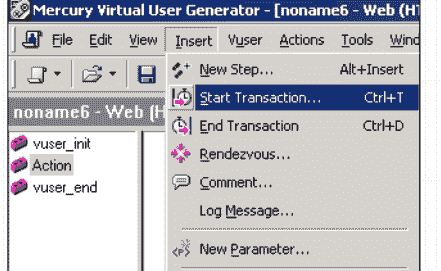 Mercury Virtual User Generator - [noname6 - Web (H
File Edit View Insert Vuser Actions Tools Wind
New Step... Alt+Insert
Start Transaction... Ctrl+T
noname6 - Web (H
End Transaction Ctrl+D
vuser_init
Rendezvous...
Action
Comment...
vuser_end
Log Message...
New Parameter...